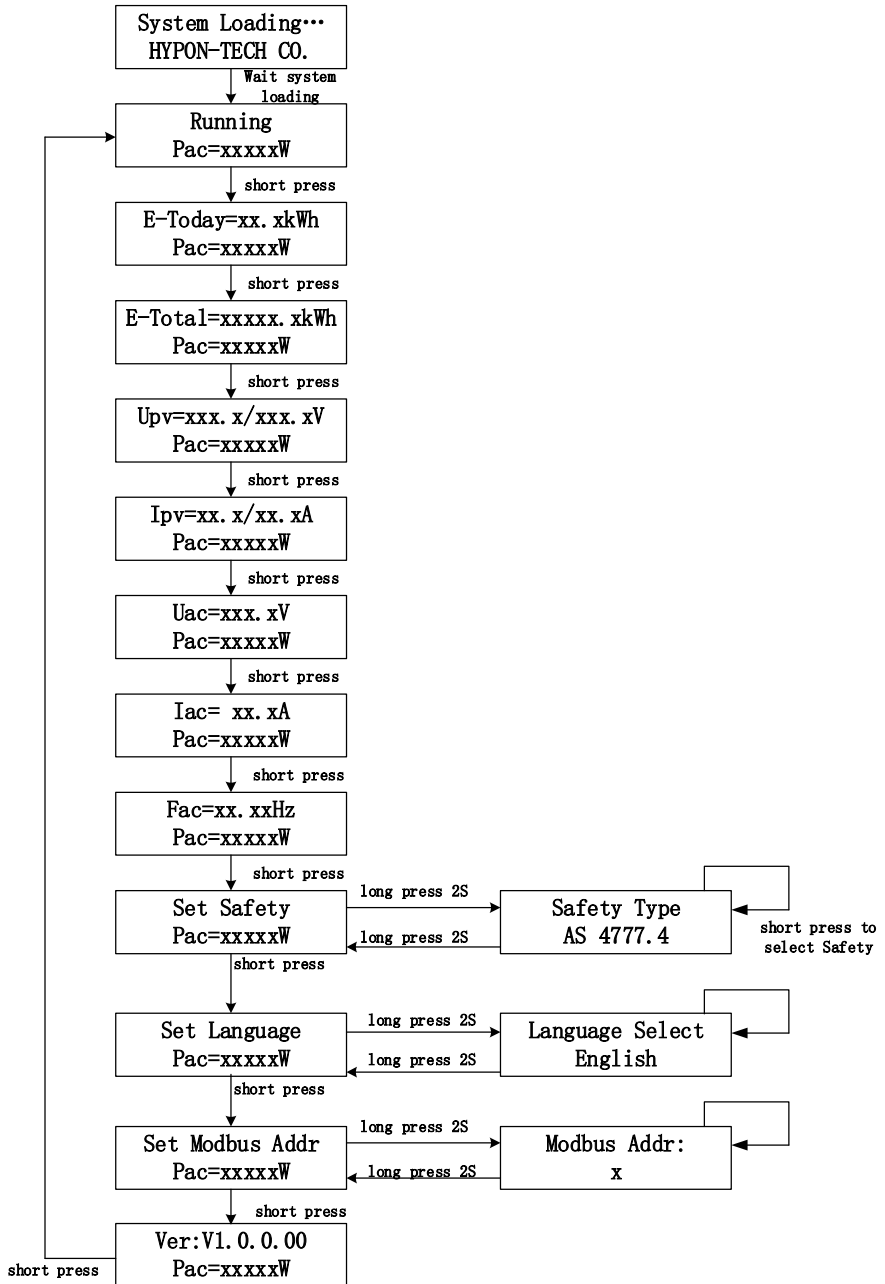 System Loading···
HYPON-TECH CO.
Wait system
loading
Running
Pac=xxxxxW
short press
E-Today=xx.xkWh
Pac=xxxxxW
short press
E-Total=xxxxx.xkWh
Pac=xxxxxW
short press
Upv=xxx.x/xxx.xV
Pac=xxxxxW
short press
Ipv=xx.x/xx.xA
Pac=xxxxxW
short press
Uac=xxx.xV
Pac=xxxxxW
short press
Iac= xx.xA
Pac=xxxxxW
short press
Fac=xx.xxHz
Pac=xxxxxW
short press
Set Safety
Pac=xxxxxW
long press 2S
long press 2S
Safety Type
AS 4777.4
short press to
select Safety
short press
Set Language
Pac=xxxxxW
long press 2S
long press 2S
Language Select
English
short press
Set Modbus Addr
Pac=xxxxxW
long press 2S
long press 2S
Modbus Addr:
x
short press
Ver:V1.0.0.00
Pac=xxxxxW
short press